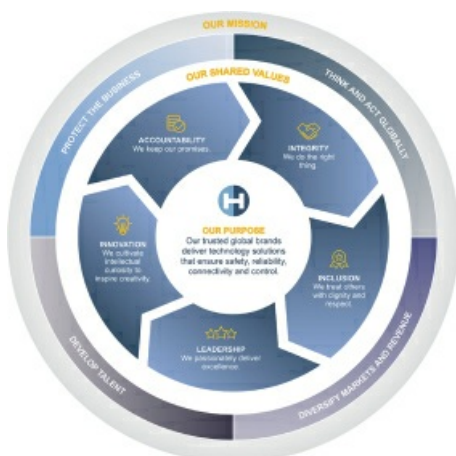 OUR MISSION
PROTECT THE BUSINESS
THINK AND ACT GLOBALLY
DIVERSIFY MARKETS AND REVENUE
DEVELOP TALENT
OUR SHARED VALUES
ACCOUNTABILITY
We keep our promises.
INTEGRITY
We do the right
thing.
INCLUSION
We treat others
with dignity and
respect.
LEADERSHIP
We passionately deliver
excellence.
INNOVATION
We cultivate
intellectual
curiosity to
inspire creativity.
H
OUR PURPOSE
Our trusted global brands
deliver technology solutions
that ensure safety, reliability,
connectivity and control.